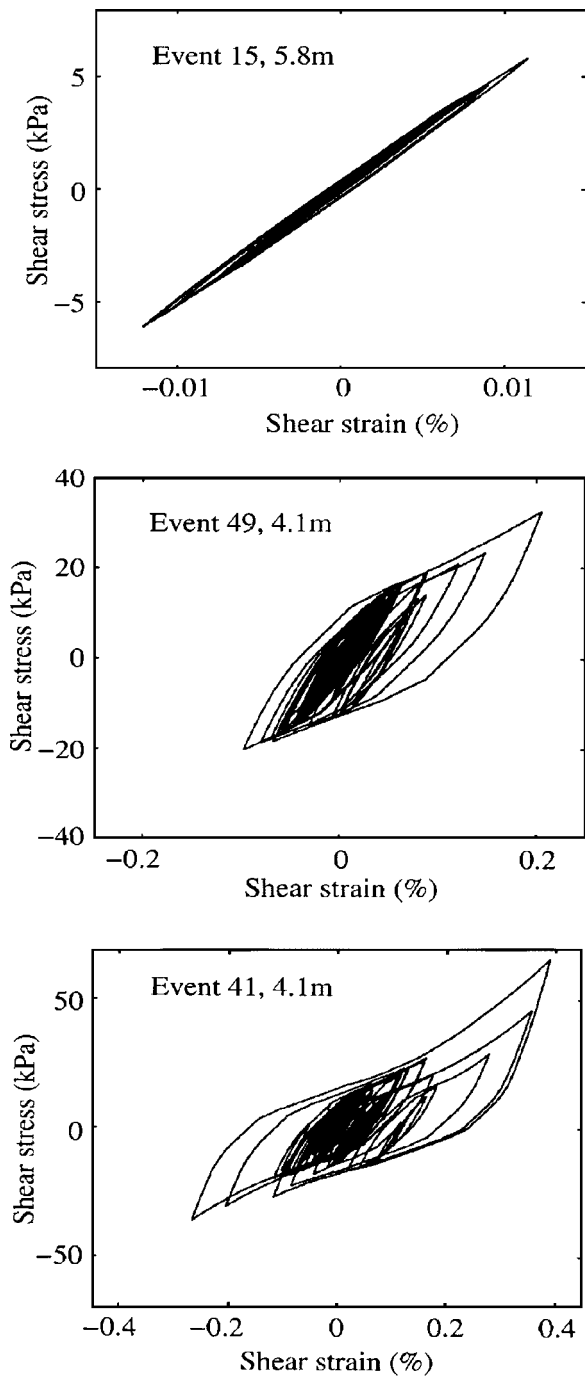 Event 15, 5.8m
5
0
−5
Shear stress (kPa)
−0.01
0
0.01
Shear strain (%)
Event 49, 4.1m
40
20
0
−20
−40
Shear stress (kPa)
−0.2
0
0.2
Shear strain (%)
Event 41, 4.1m
50
0
−50
Shear stress (kPa)
−0.4
−0.2
0
0.2
0.4
Shear strain (%)